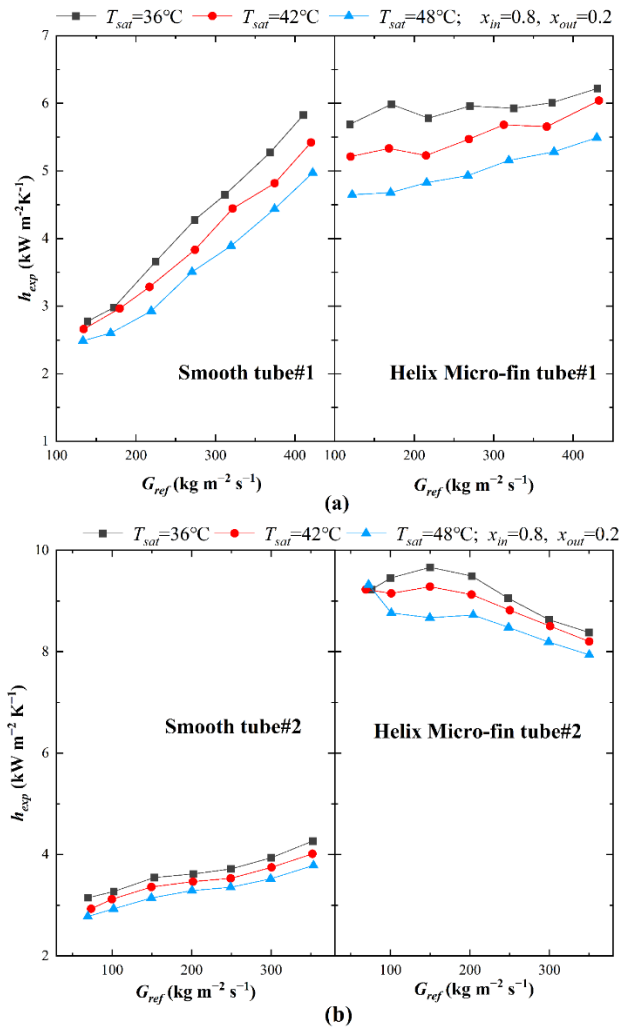 T_sat=36°C T_sat=42°C T_sat=48°C; x_in=0.8, x_out=0.2
h_exp (kW m⁻²K⁻¹)
7
6
5
4
3
2
1
Smooth tube#1 Helix Micro-fin tube#1
100 200 300 400 100 200 300 400
G_ref (kg m⁻² s⁻¹) G_ref (kg m⁻² s⁻¹)
(a)
T_sat=36°C T_sat=42°C T_sat=48°C; x_in=0.8, x_out=0.2
h_exp (kW m⁻² K⁻¹)
10
8
6
4
2
Smooth tube#2 Helix Micro-fin tube#2
100 200 300 100 200 300
G_ref (kg m⁻² s⁻¹) G_ref (kg m⁻² s⁻¹)
(b)